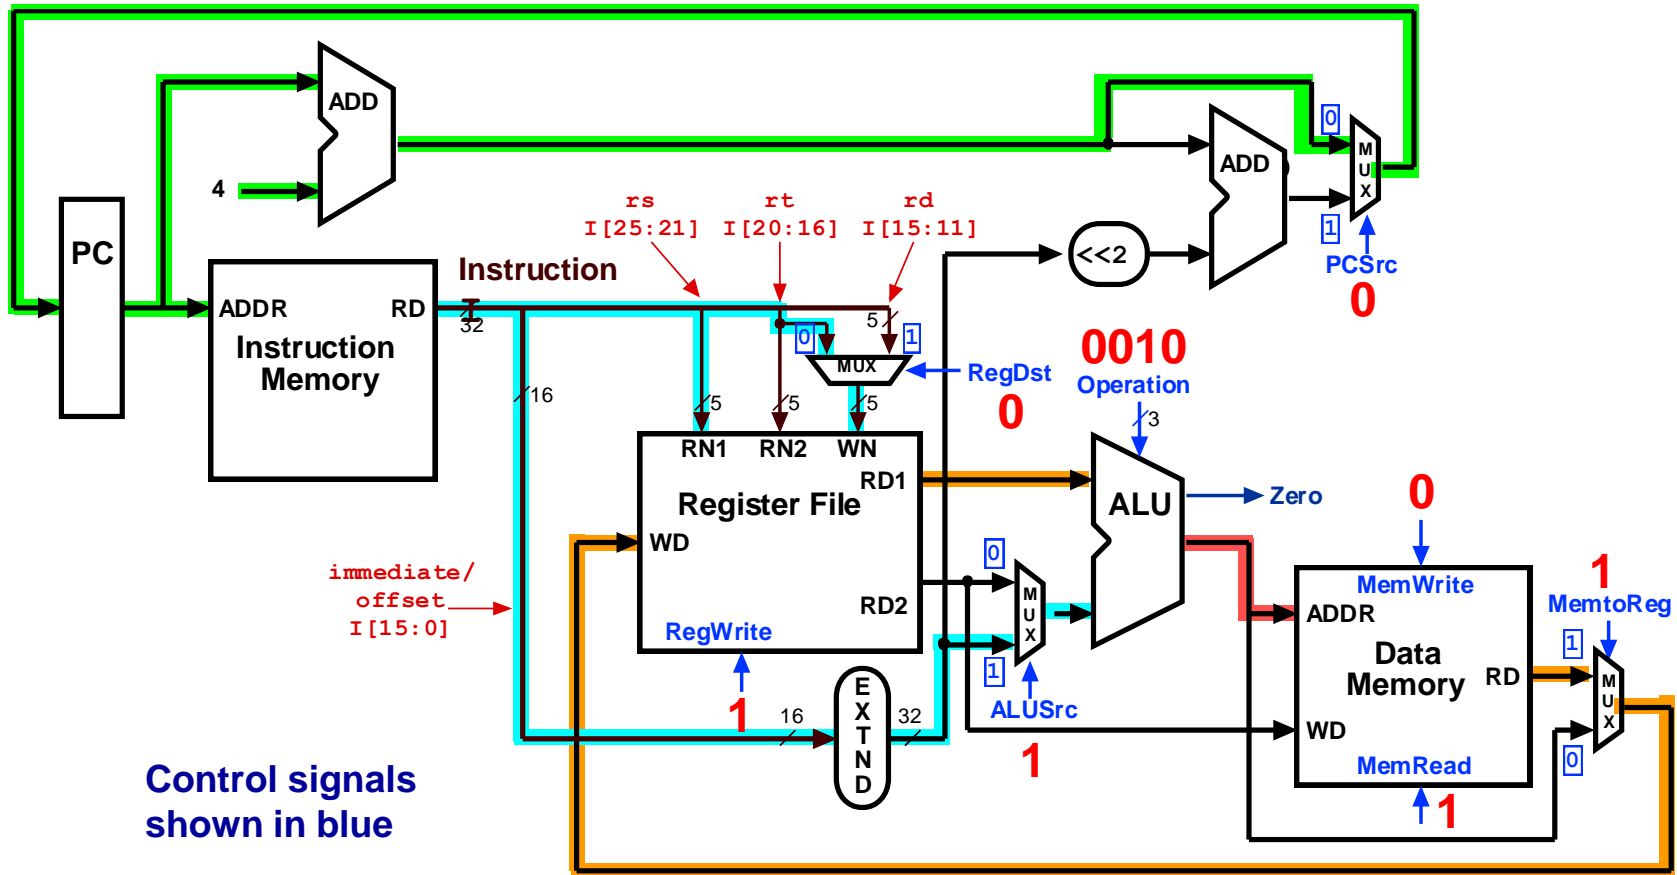 ADD
0
M
U
X
ADD
4
1
PCSrc
0
rs
I[25:21]
rt
I[20:16]
rd
I[15:11]
<<2
PC
Instruction
ADDR
RD
32
Instruction
Memory
5
0
1
MUX
RegDst
0
0010
Operation
3
16
5
5
5
RN1
RN2
WN
RD1
Register File
ALU
Zero
0
WD
0
MemWrite
1
MemtoReg
immediate/
offset
I[15:0]
RD2
M
U
X
ADDR
RegWrite
1
1
Data
Memory
RD
M
U
X
ALUSrc
1
E
X
T
N
D
16
32
WD
0
MemRead
1
Control signals
shown in blue